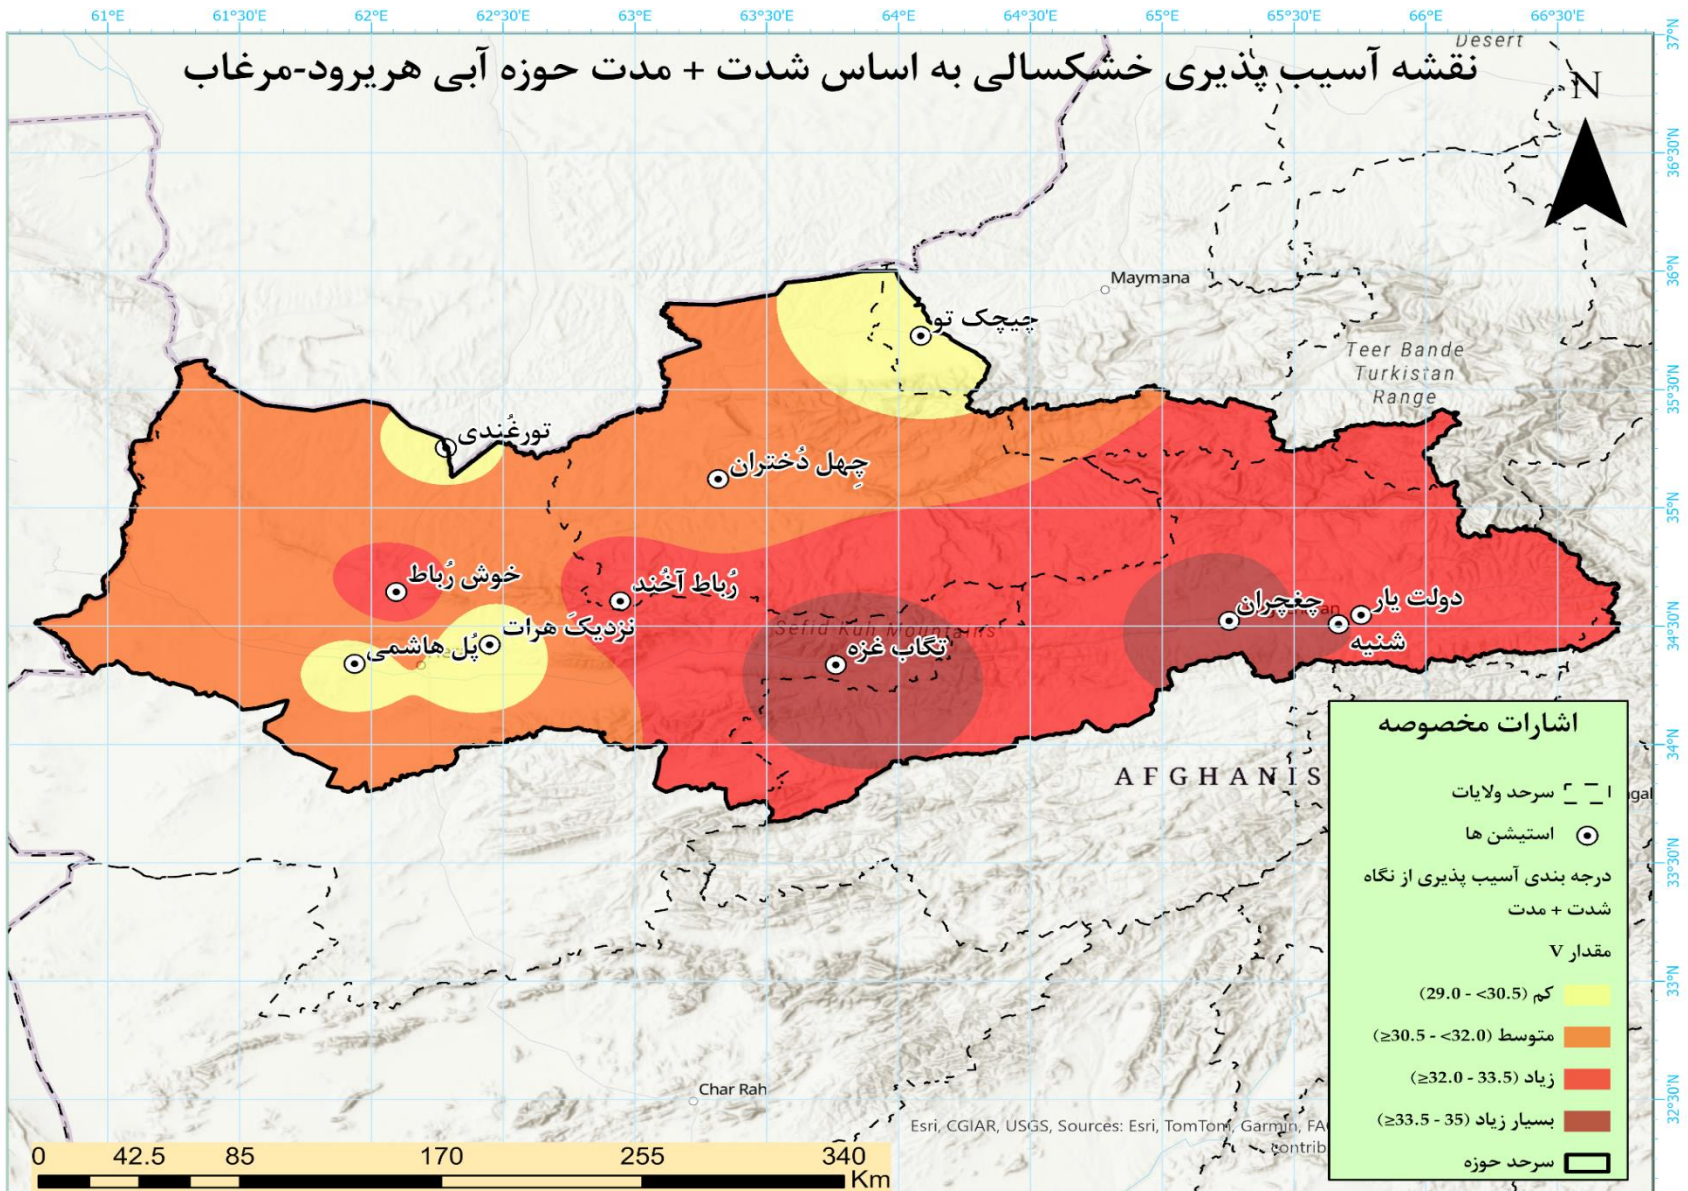 61°E 61°30'E 62°E 62°30'E 63°E 63°30'E 64°E 64°30'E 65°E 65°30'E 66°E 66°30'E
نقشه آسیب پذیری خشکسالی به اساس شدت + مدت حوزه آبی هریرود-مرغاب
Desert
N
37°N
36°30'N
36°N
35°30'N
35°N
34°30'N
34°N
33°30'N
33°N
32°30'N
Maymana
چیچک تو
Teer Bande
Turkistan
Range
تورغُندی
چِهل دُختران
خوش رُباط
رُباط آخُند
نزدیکَ هرات
پُل هاشمی
Sefid Kuh Mountains
تگاب غزه
چغچران
دولت یار
شنیه
AFGHANIS
Char Rah
اشارات مخصوصه
سرحد ولایات
استیشن ها
درجه بندی آسیب پذیری از نگاه
شدت + مدت
مقدار V
کم (29.0 - <30.5)
متوسط (≥30.5 - <32.0)
زیاد (≥32.0 - 33.5)
بسیار زیاد (≥33.5 - 35)
سرحد حوزه
Esri, CGIAR, USGS, Sources: Esri, TomTom, Garmin, FA
contrib
0 42.5 85 170 255 340
Km